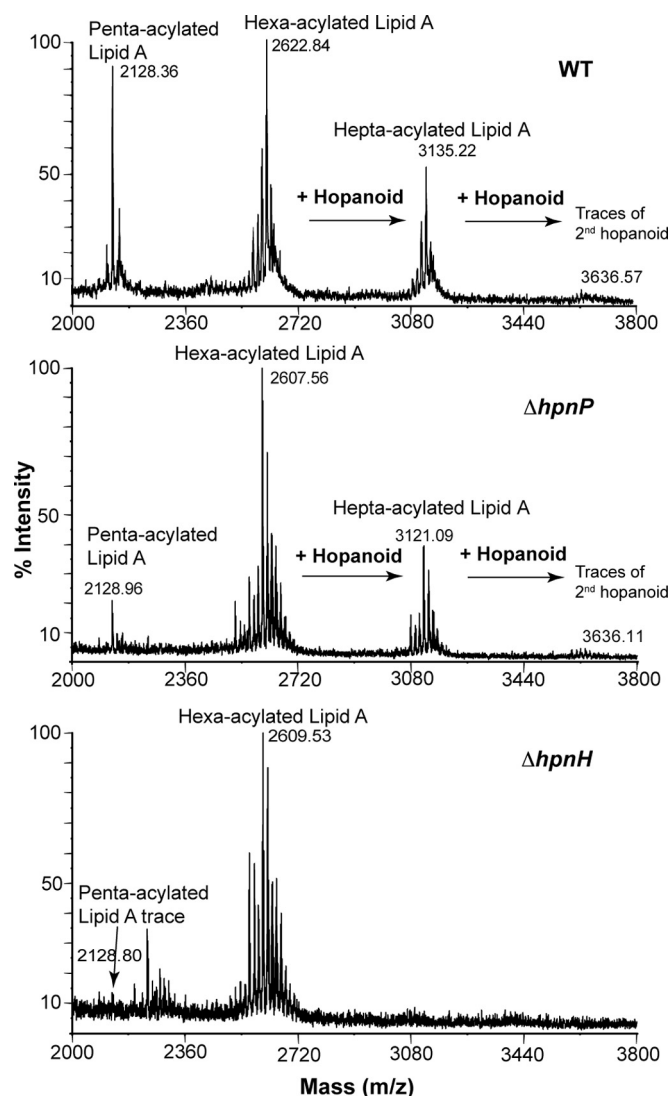 Penta-acylated
Lipid A
2128.36
Hexa-acylated Lipid A
2622.84
WT
Hepta-acylated Lipid A
3135.22
+ Hopanoid
+ Hopanoid
Traces of
2nd hopanoid
3636.57
100
50
10
2000
2360
2720
3080
3440
3800
Hexa-acylated Lipid A
2607.56
ΔhpnP
Penta-acylated
Lipid A
2128.96
Hepta-acylated Lipid A
3121.09
+ Hopanoid
+ Hopanoid
Traces of
2nd hopanoid
3636.11
100
50
10
% Intensity
2000
2360
2720
3080
3440
3800
Hexa-acylated Lipid A
2609.53
ΔhpnH
Penta-acylated
Lipid A trace
2128.80
100
50
10
2000
2360
2720
3080
3440
3800
Mass (m/z)